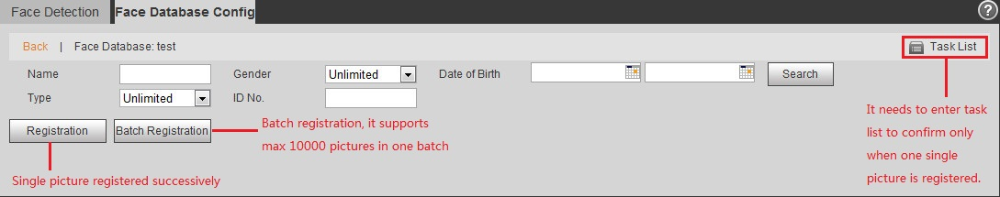 Face Detection Face Database Config ?
Back | Face Database: test Task List
Name Gender Unlimited Date of Birth Search
Type Unlimited ID No.
Registration Batch Registration
Batch registration, it supports
max 10000 pictures in one batch
Single picture registered successively
It needs to enter task
list to confirm only
when one single
picture is registered.